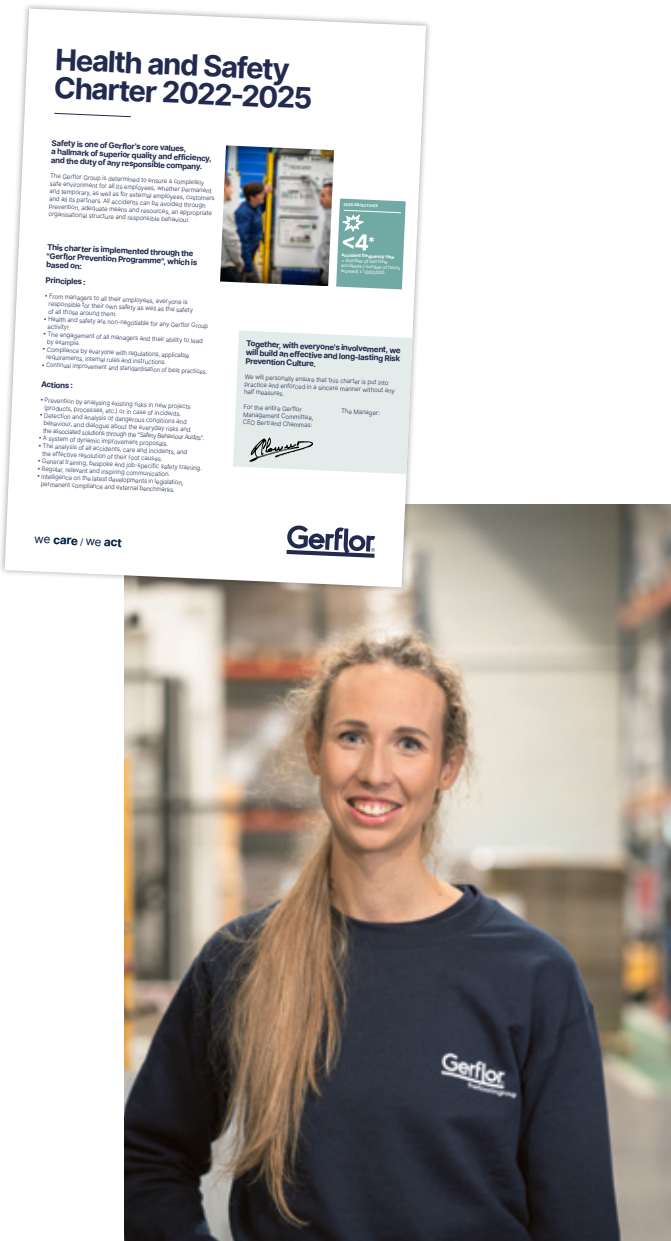 Health and Safety
Charter 2022-2025
Safety is one of Gerflor's core values,
a hallmark of superior quality and efficiency,
and the duty of any responsible company.
The Gerflor Group is determined to ensure a completely
safe environment for all its employees, whether permanent
and temporary, as well as for external employees, customers
and as its partners. All accidents can be avoided through
prevention, adequate means and resources, an appropriate
organisational structure and responsible behaviour.
This charter is implemented through the
"Gerflor Prevention Programme", which is
based on:
Principles :
• From managers to all their employees, everyone is
responsible for their own safety as well as the safety
of all those around them.
• Health and safety are non-negotiable for any Gerflor Group
activity!
• The engagement of all managers and their ability to lead
by example.
• Compliance by everyone with regulations, applicable
requirements, internal rules and instructions.
• Continual improvement and standardisation of best practices.
Actions :
• Prevention by analysing existing risks in new projects
(products, processes, etc.) or in case of incidents.
• Detection and analysis of dangerous conditions and
behaviour, and dialogue about the everyday risks and
the associated solutions through the "Safety Behaviour Audits".
• A system of dynamic improvement proposals.
• The analysis of all accidents, care and incidents, and
the effective resolution of their root causes.
• General training, bespoke and job-specific safety training.
• Regular, relevant and inspiring communication.
• Intelligence on the latest developments in legislation,
permanent compliance and external benchmarks.
2025 OBJECTIVES
<4*
Accident frequency rate
Together, with everyone's involvement, we
will build an effective and long-lasting Risk
Prevention Culture.
We will personally ensure that this charter is put into
practice and enforced in a sincere manner without any
half measures.
For the entire Gerflor
Management Committee,
CEO Bertrand Chammas:
The Manager:
we care / we act
Gerflor
Gerflor
theflooringroup